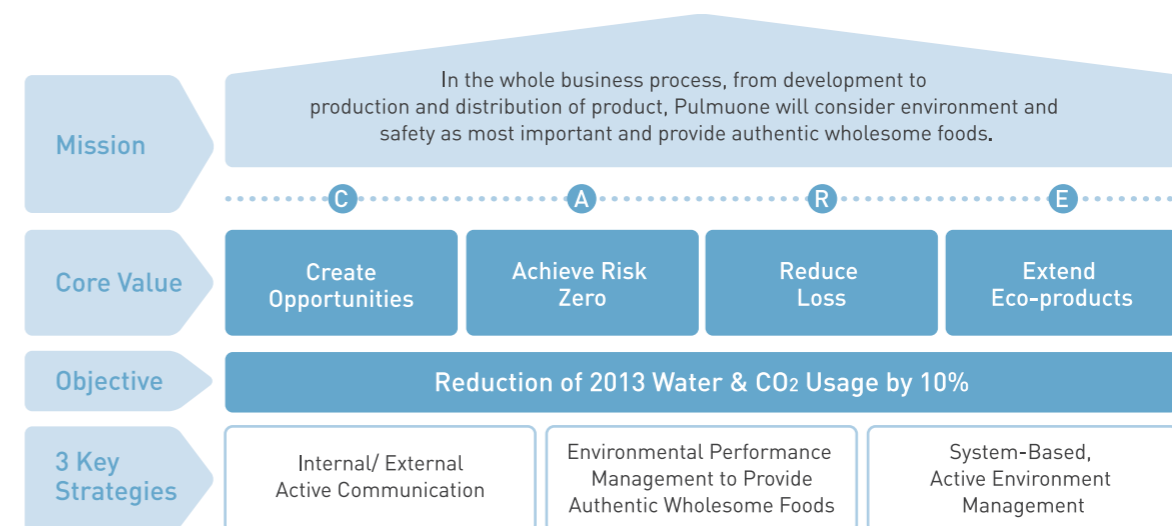 Mission
In the whole business process, from development to
production and distribution of product, Pulmuone will consider environment and
safety as most important and provide authentic wholesome foods.
C A R E
Core Value
Create
Opportunities
Achieve Risk
Zero
Reduce
Loss
Extend
Eco-products
Objective
Reduction of 2013 Water & CO2 Usage by 10%
3 Key
Strategies
Internal/ External
Active Communication
Environmental Performance
Management to Provide
Authentic Wholesome Foods
System-Based,
Active Environment
Management